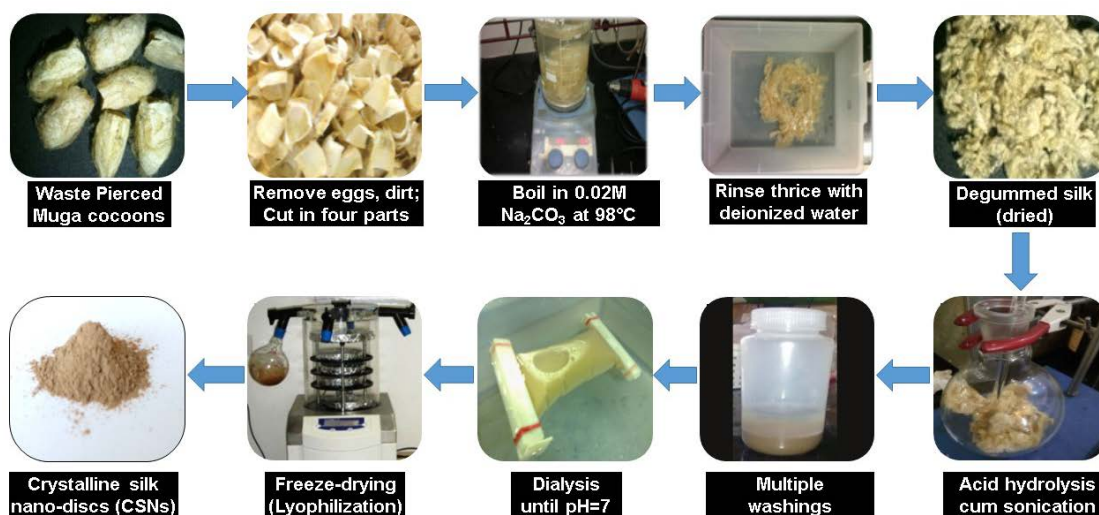 Waste Pierced
Muga cocoons
Remove eggs, dirt;
Cut in four parts
Boil in 0.02M
Na₂CO₃ at 98°C
Rinse thrice with
deionized water
Degummed silk
(dried)
Crystalline silk
nano-discs (CSNs)
Freeze-drying
(Lyophilization)
Dialysis
until pH=7
Multiple
washings
Acid hydrolysis
cum sonication